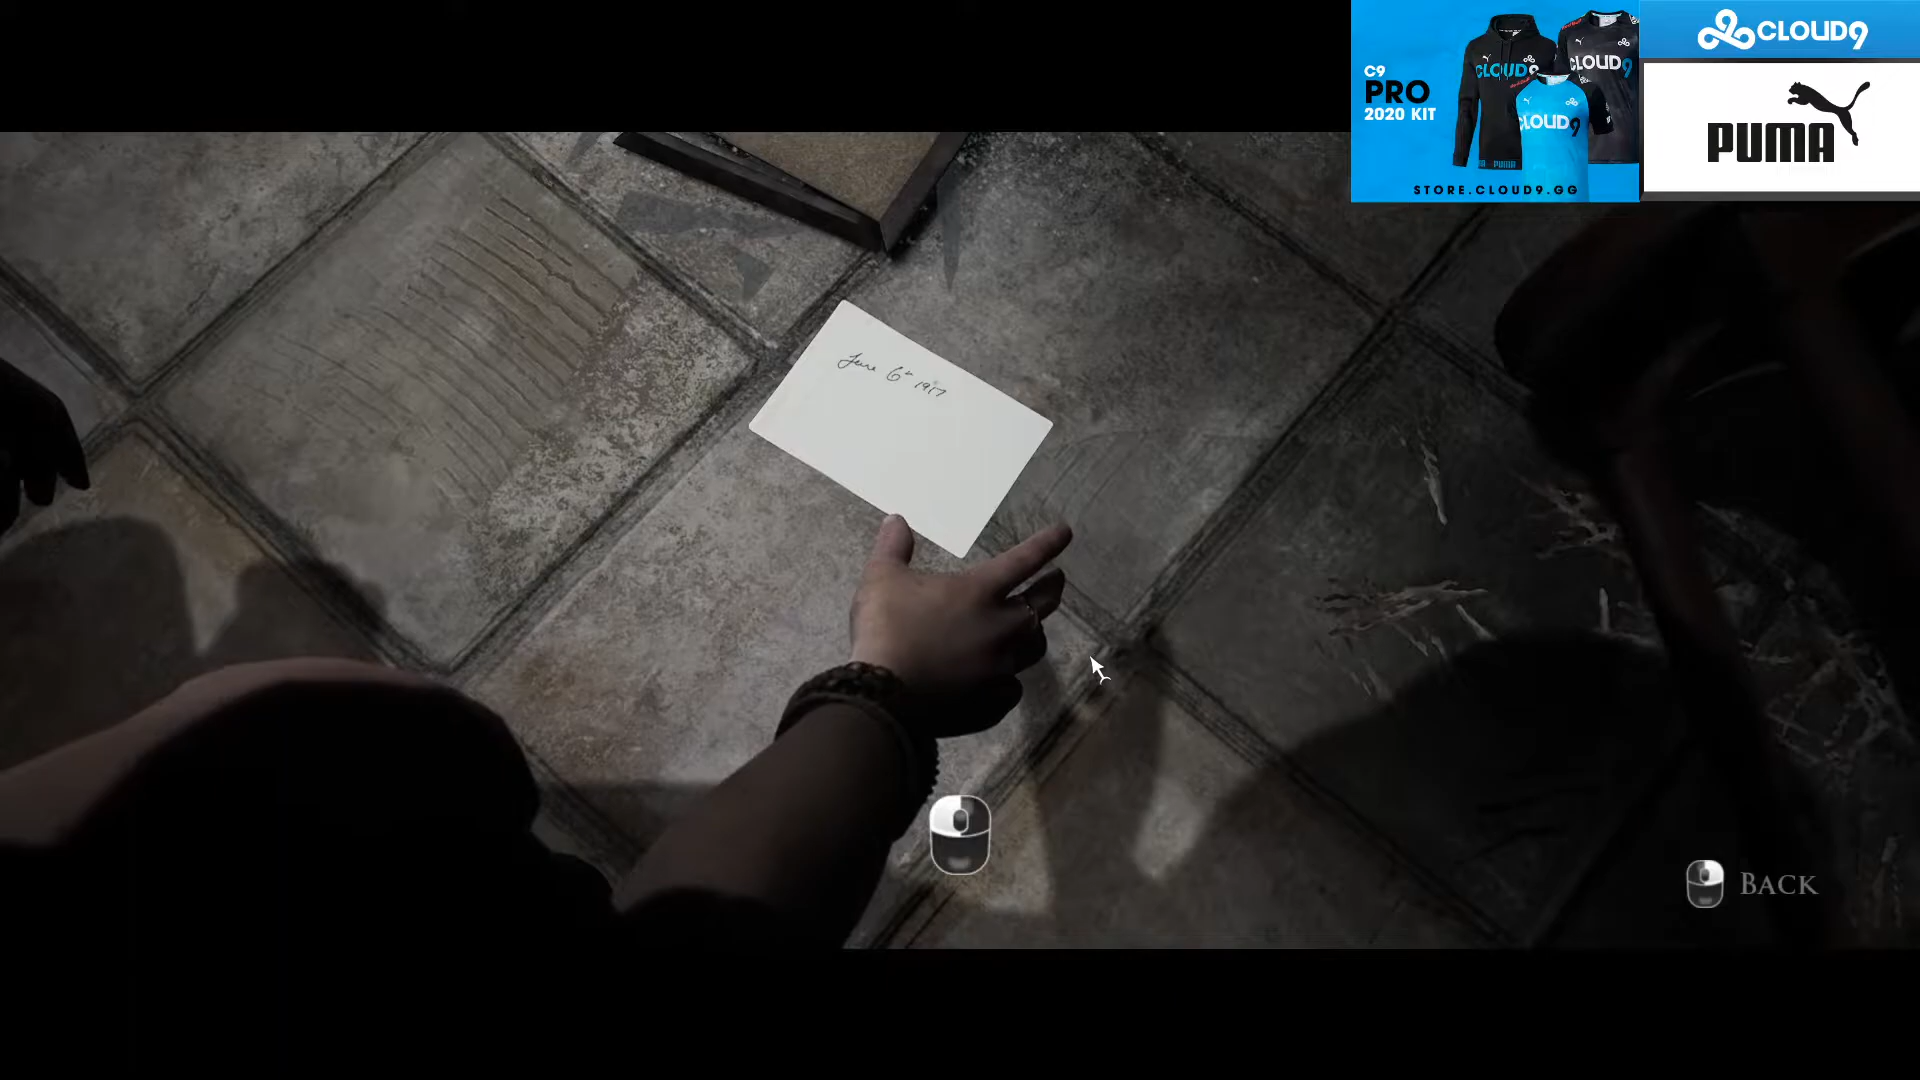 C9
PRO
2020 KIT
CLOUD9
CLOUD9
CLOUD9
STORE.CLOUD9.GG
CLOUD9
PUMA
June 6th 1917
BACK